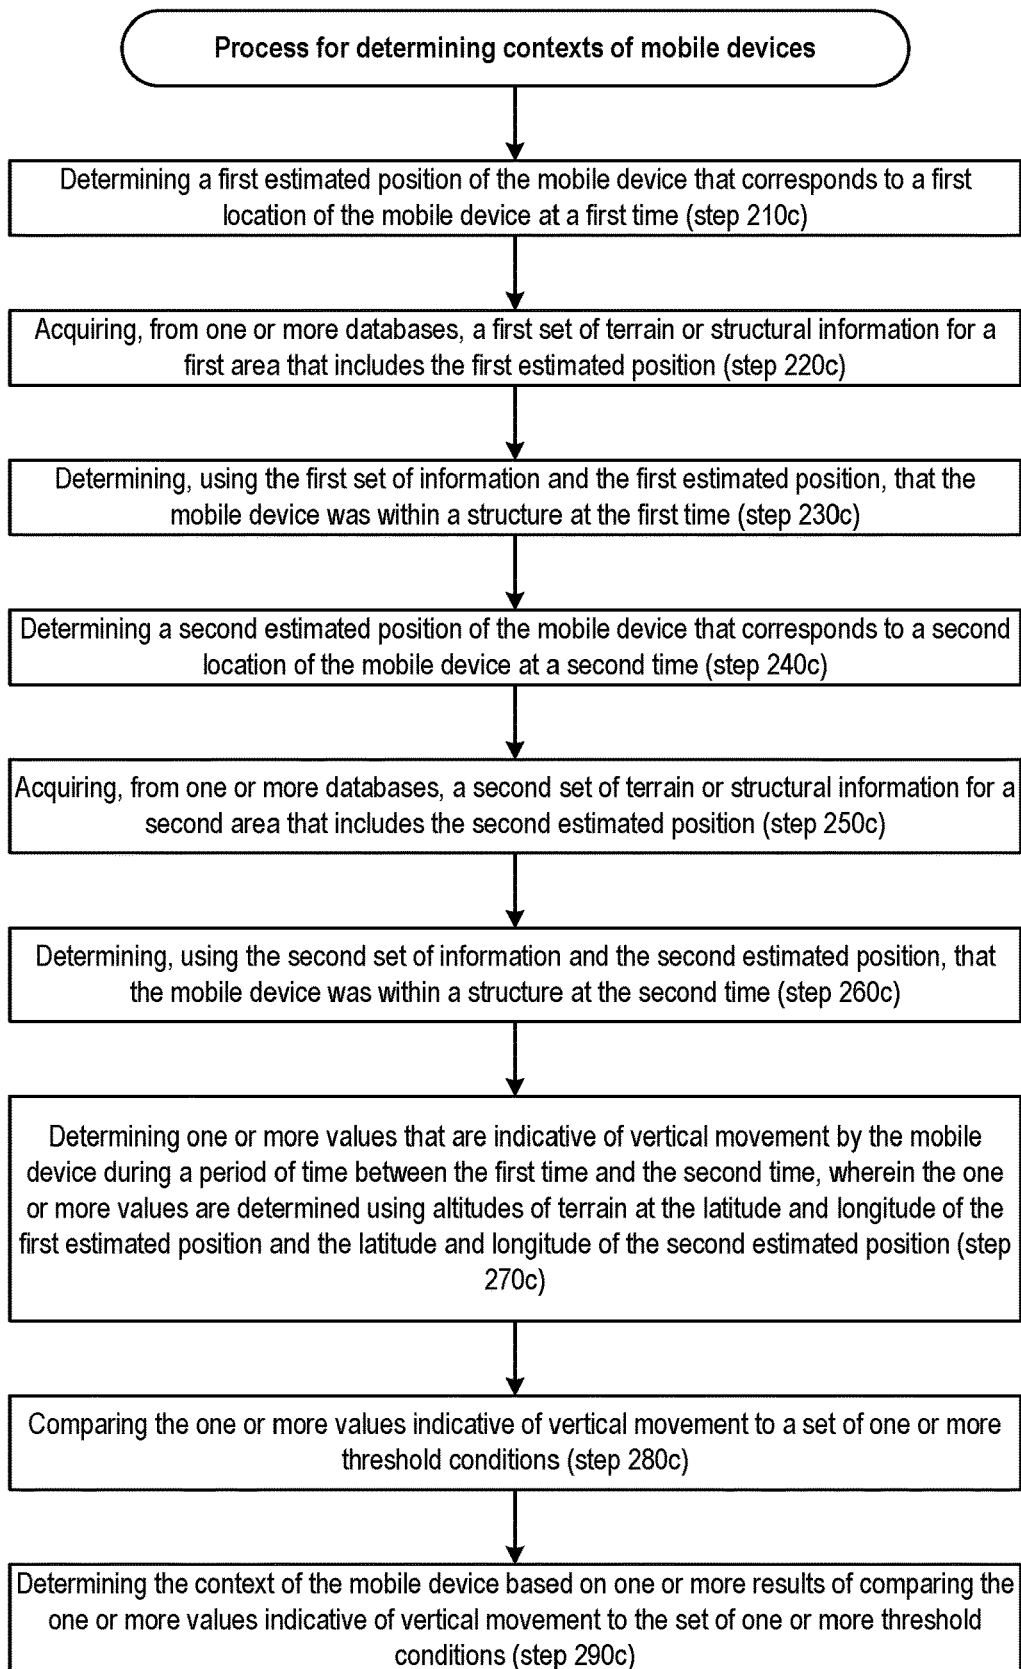 Process for determining contexts of mobile devices
Determining a first estimated position of the mobile device that corresponds to a first
location of the mobile device at a first time (step 210c)
Acquiring, from one or more databases, a first set of terrain or structural information for a
first area that includes the first estimated position (step 220c)
Determining, using the first set of information and the first estimated position, that the
mobile device was within a structure at the first time (step 230c)
Determining a second estimated position of the mobile device that corresponds to a second
location of the mobile device at a second time (step 240c)
Acquiring, from one or more databases, a second set of terrain or structural information for a
second area that includes the second estimated position (step 250c)
Determining, using the second set of information and the second estimated position, that
the mobile device was within a structure at the second time (step 260c)
Determining one or more values that are indicative of vertical movement by the mobile
device during a period of time between the first time and the second time, wherein the one
or more values are determined using altitudes of terrain at the latitude and longitude of the
first estimated position and the latitude and longitude of the second estimated position (step
270c)
Comparing the one or more values indicative of vertical movement to a set of one or more
threshold conditions (step 280c)
Determining the context of the mobile device based on one or more results of comparing the
one or more values indicative of vertical movement to the set of one or more threshold
conditions (step 290c)